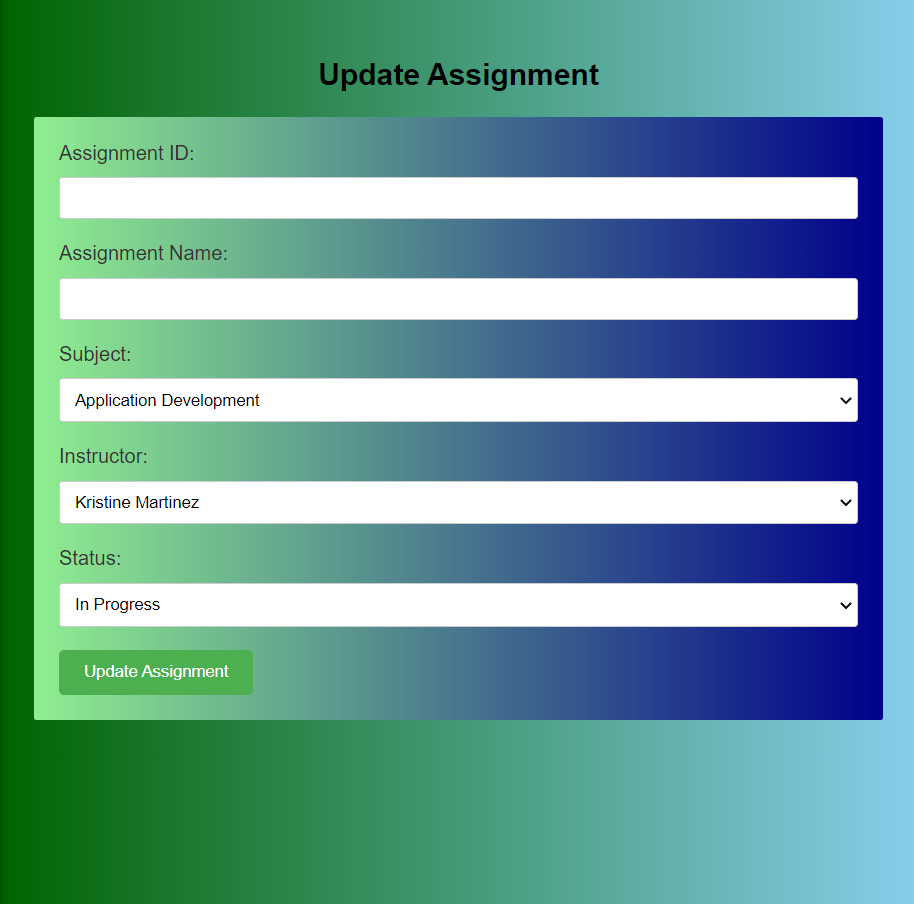 Update Assignment
Assignment ID:
Assignment Name:
Subject:
Application Development
Instructor:
Kristine Martinez
Status:
In Progress
Update Assignment